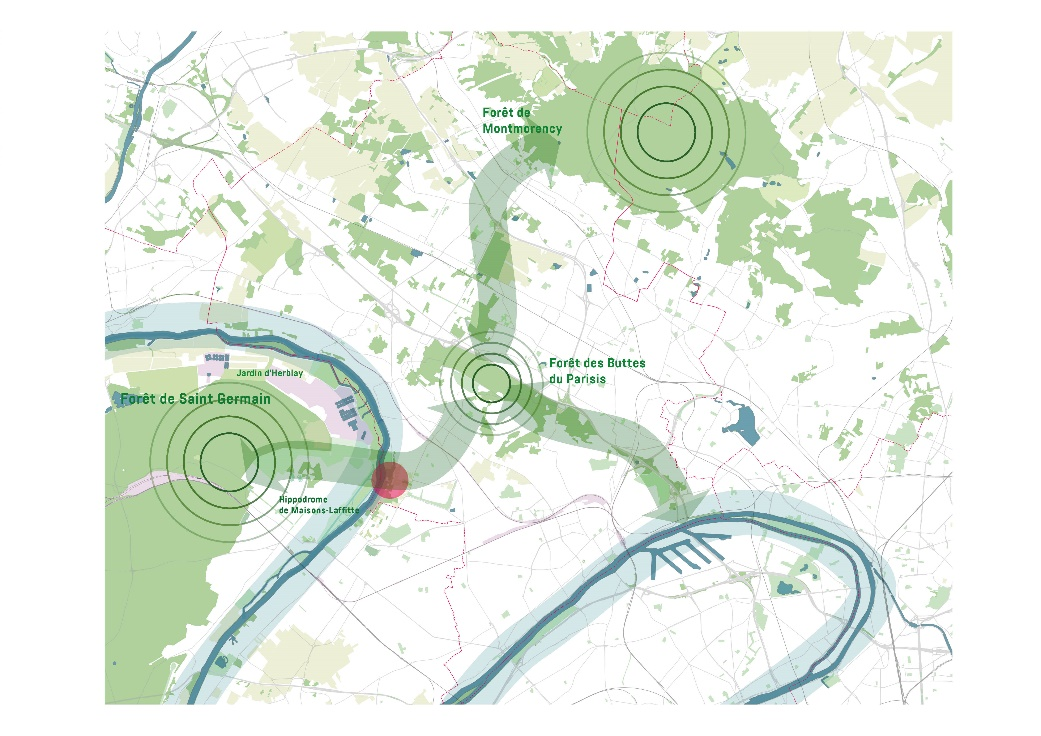 Forêt de
Montmorency
Forêt des Buttes
du Parisis
Jardin d'Herblay
Forêt de Saint Germain
Hippodrome
de Maisons-Laffitte